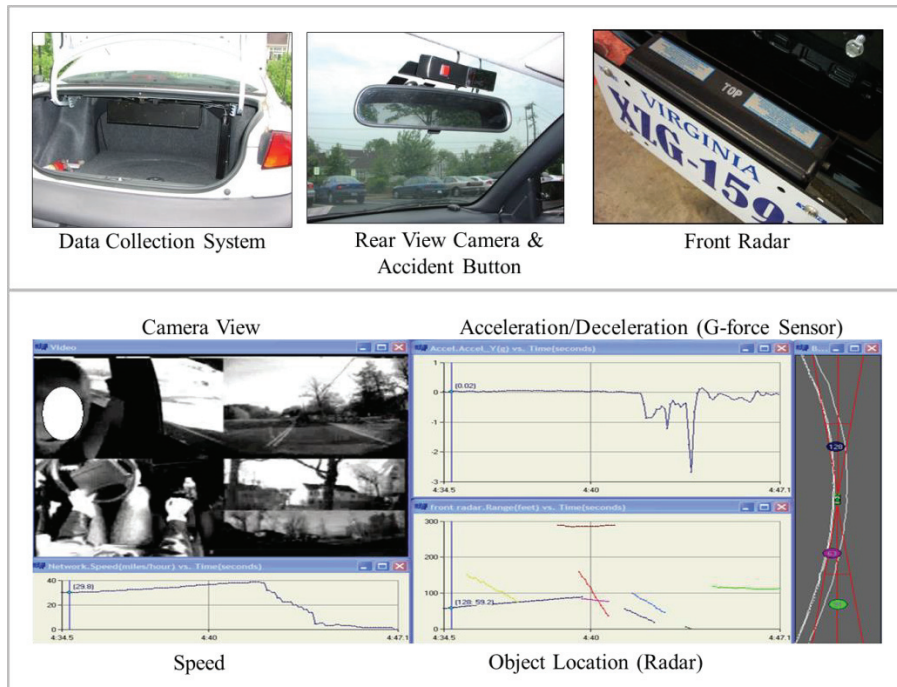 TOP
VIRGINIA
Data Collection System
Rear View Camera &
Accident Button
Front Radar
Camera View
Acceleration/Deceleration (G-force Sensor)
Video
Accel.Accel_Y(g) vs. Time(seconds)
(0.02)
1
0
-1
-2
-3
4:34.5
4:40
4:47.1
front radar.Range(feet) vs. Time(seconds)
300
200
100
0
(128, 59.2)
4:34.5
4:40
4:47.1
128
Network.Speed(miles/hour) vs. Time(seconds)
40
20
0
(29.8)
4:34.5
4:40
4:47.1
Speed
Object Location (Radar)